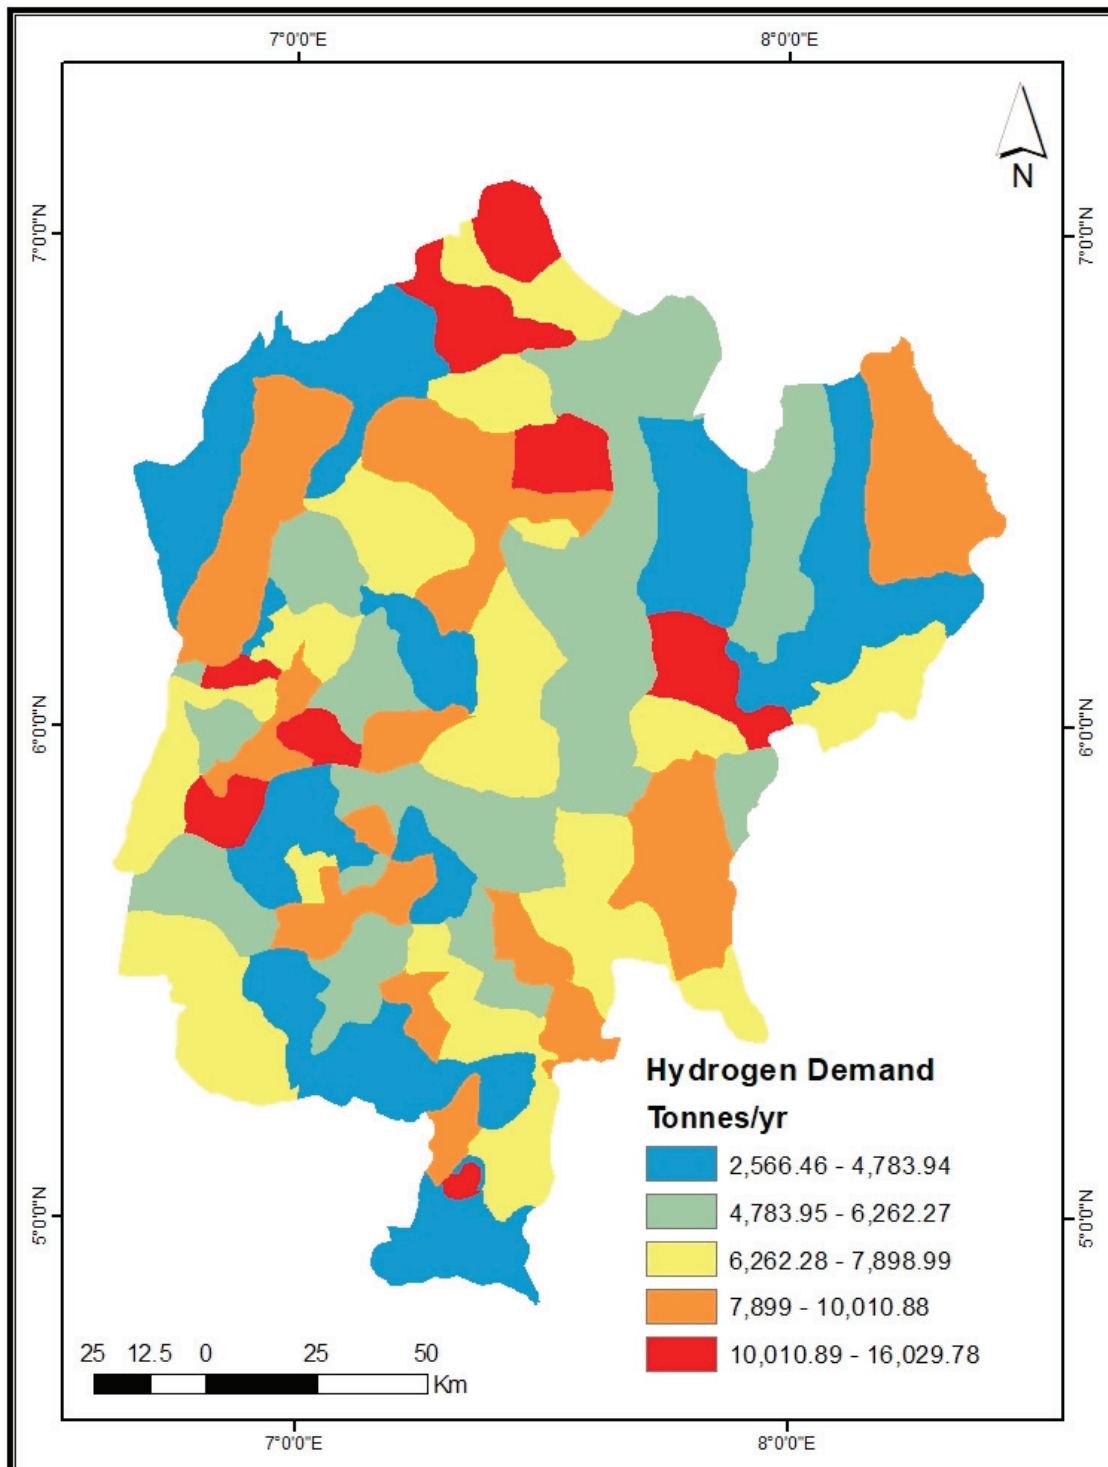 7°0'0"E 8°0'0"E
N
7°0'0"N 7°0'0"N
6°0'0"N 6°0'0"N
5°0'0"N 5°0'0"N
Hydrogen Demand
Tonnes/yr
2,566.46 - 4,783.94
4,783.95 - 6,262.27
6,262.28 - 7,898.99
7,899 - 10,010.88
10,010.89 - 16,029.78
25 12.5 0 25 50
Km
7°0'0"E 8°0'0"E